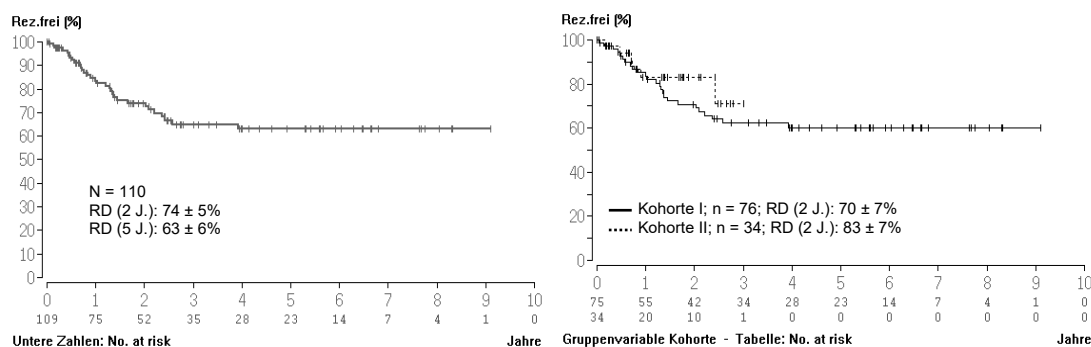 Rez.frei (%)
100
90
80
70
60
50
40
30
20
10
0
N = 110
RD (2 J.): 74 ± 5%
RD (5 J.): 63 ± 6%
0 1 2 3 4 5 6 7 8 9 10
109 75 52 35 28 23 14 7 4 1 0
Untere Zahlen: No. at risk Jahre
Rez.frei (%)
100
80
60
40
20
0
Kohorte I; n = 76; RD (2 J.): 70 ± 7%
Kohorte II; n = 34; RD (2 J.): 83 ± 7%
0 1 2 3 4 5 6 7 8 9 10
75 55 42 34 28 23 14 7 4 1 0
34 20 10 1 0 0 0 0 0 0 0
Gruppenvariable Kohorte - Tabelle: No. at risk Jahre